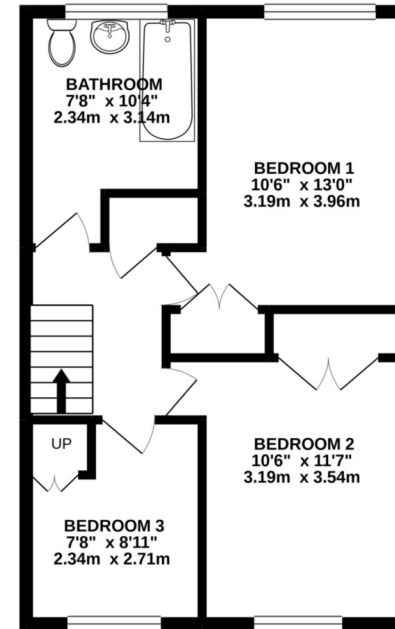 BATHROOM
7'8" x 10'4"
2.34m x 3.14m
BEDROOM 1
10'6" x 13'0"
3.19m x 3.96m
UP
BEDROOM 2
10'6" x 11'7"
3.19m x 3.54m
BEDROOM 3
7'8" x 8'11"
2.34m x 2.71m